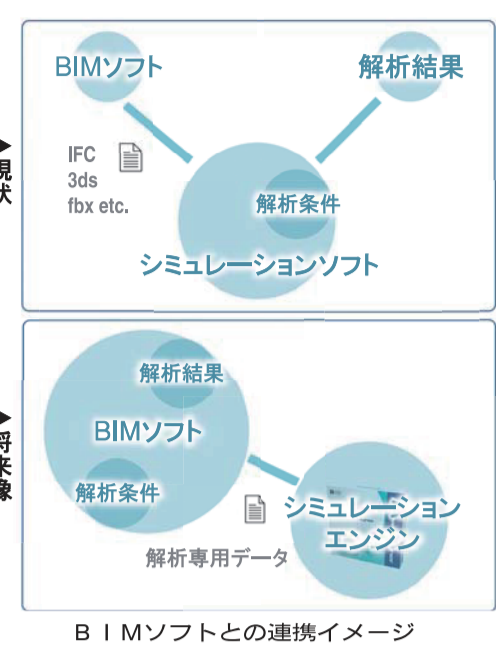 ▶現状
BIMソフト
解析結果
IFC
3ds
fbx etc.
解析条件
シミュレーションソフト
▶将来像
解析結果
BIMソフト
解析条件
シミュレーション
エンジン
解析専用データ
ＢＩＭソフトとの連携イメージ